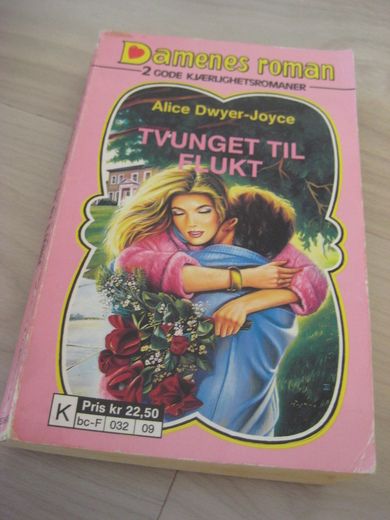 Damenes roman
2 GODE KJÆRLIGHETSROMANER
Alice Dwyer-Joyce
TVUNGET TIL
FLUKT
K
Pris kr 22,50
bc-F 032 09